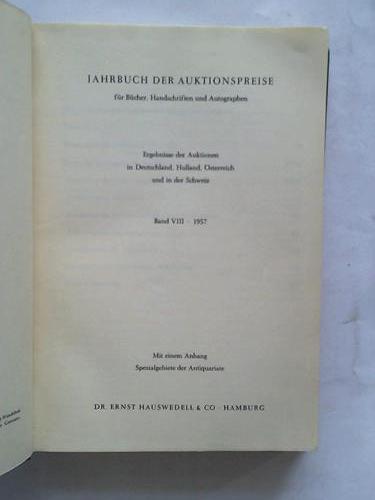 JAHRBUCH DER AUKTIONSPREISE
für Bücher, Handschriften und Autographen
Ergebnisse der Auktionen
in Deutschland, Holland, Österreich
und in der Schweiz
Band VIII · 1957
Mit einem Anhang
Spezialgebiete der Antiquariate
DR. ERNST HAUSWEDELL & CO · HAMBURG